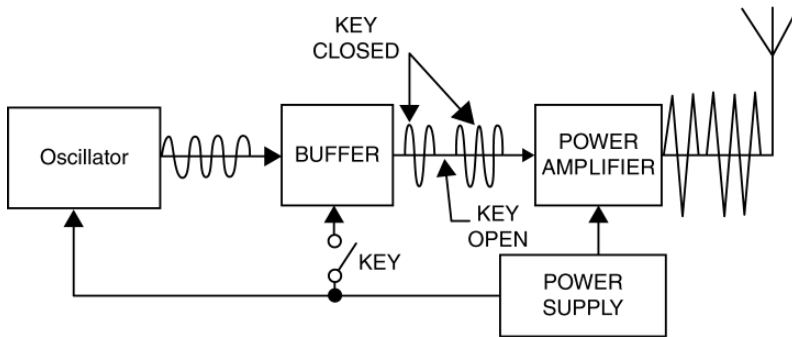 KEY
CLOSED
Oscillator
BUFFER
POWER
AMPLIFIER
KEY
OPEN
KEY
POWER
SUPPLY